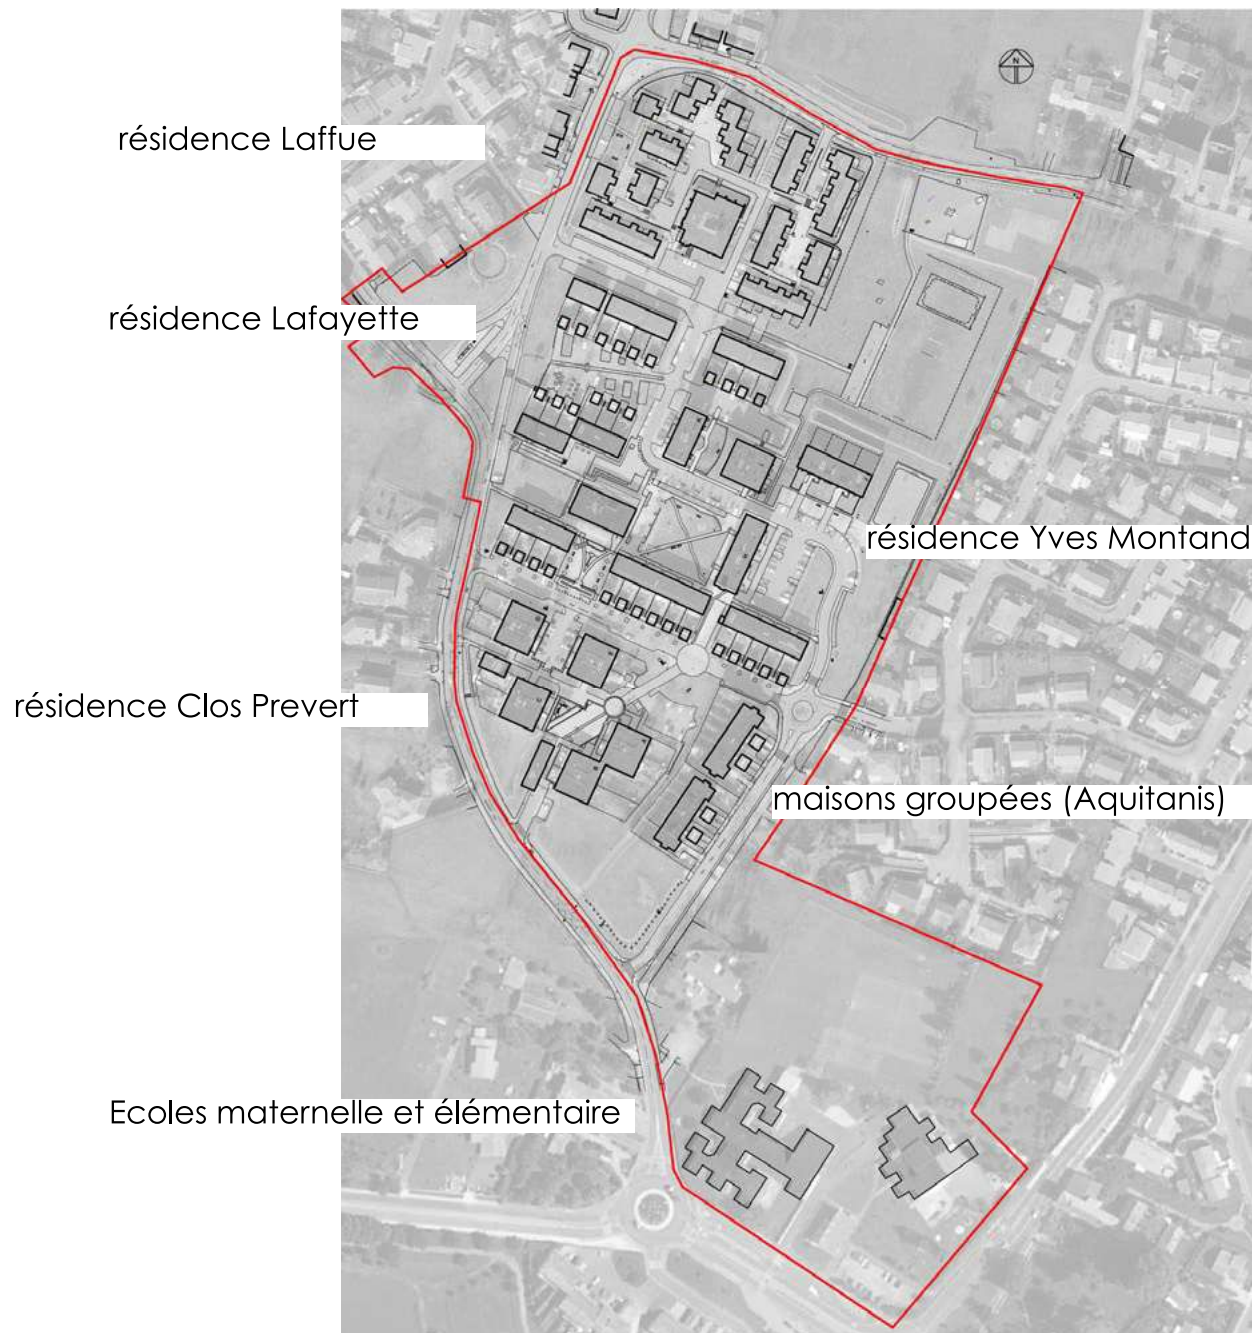 N
résidence Laffue
résidence Lafayette
résidence Yves Montand
résidence Clos Prevert
maisons groupées (Aquitanis)
Ecoles maternelle et élémentaire